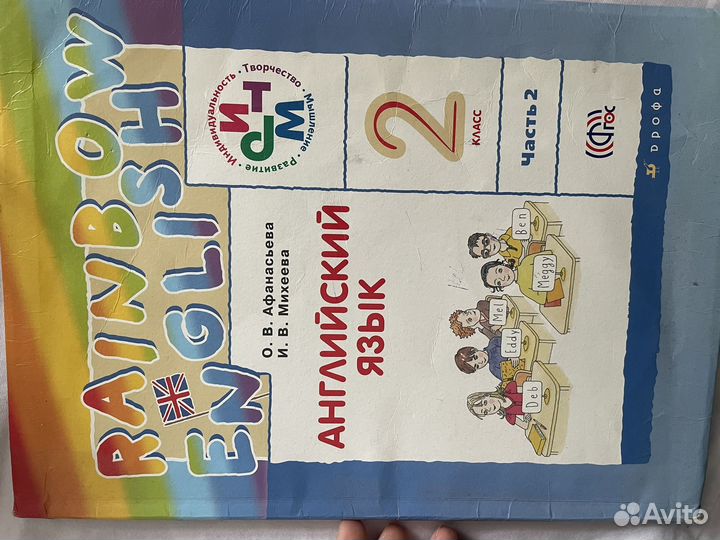 RAINBOW
ENGLISH
Индивидуальность · Творчество · Мышление · Развитие ·
РИТМ
2
КЛАСС
Часть 2
ФГОС
дрофа
О. В. Афанасьева
И. В. Михеева
АНГЛИЙСКИЙ
ЯЗЫК
Deb
Eddy
Mel
Meggy
Ben
Avito